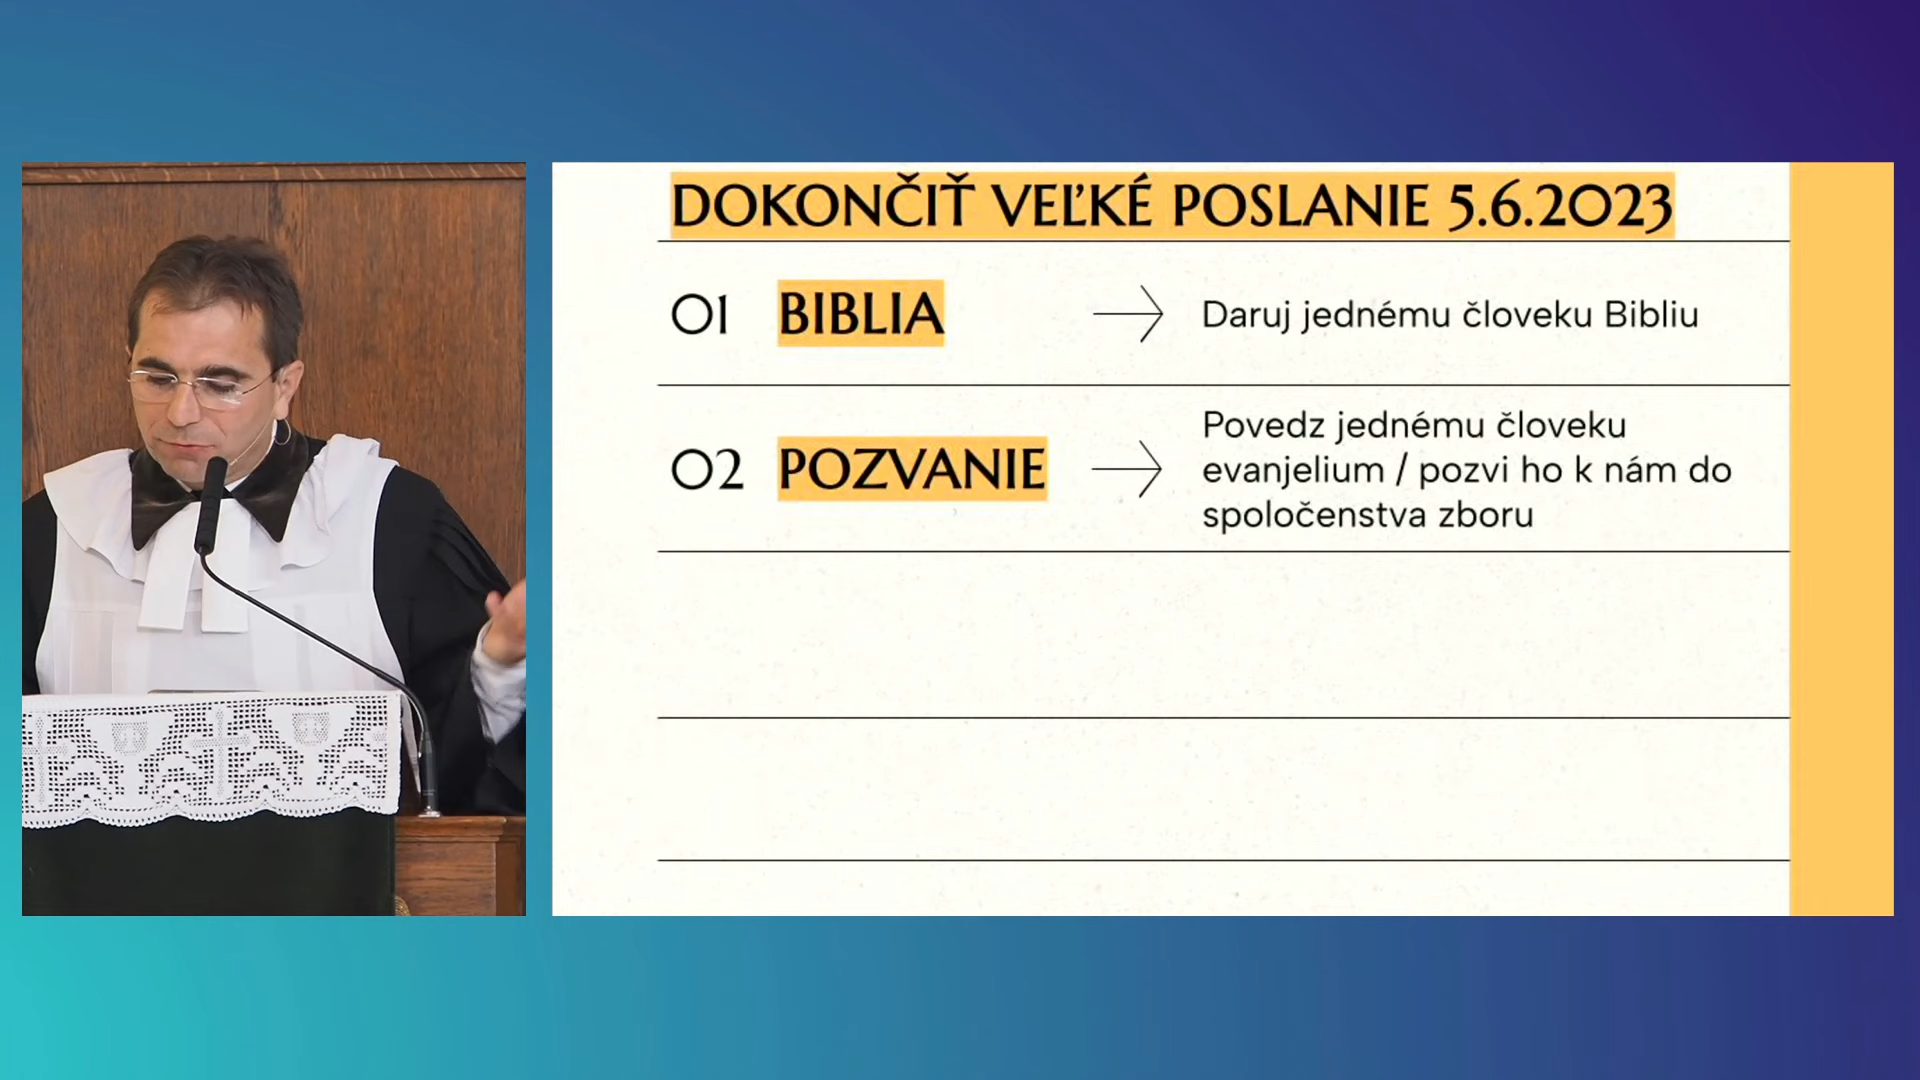 DOKONČIŤ VEĽKÉ POSLANIE 5.6.2023
01 BIBLIA → Daruj jednému človeku Bibliu
02 POZVANIE → Povedz jednému človeku
evanjelium / pozvi ho k nám do
spoločenstva zboru